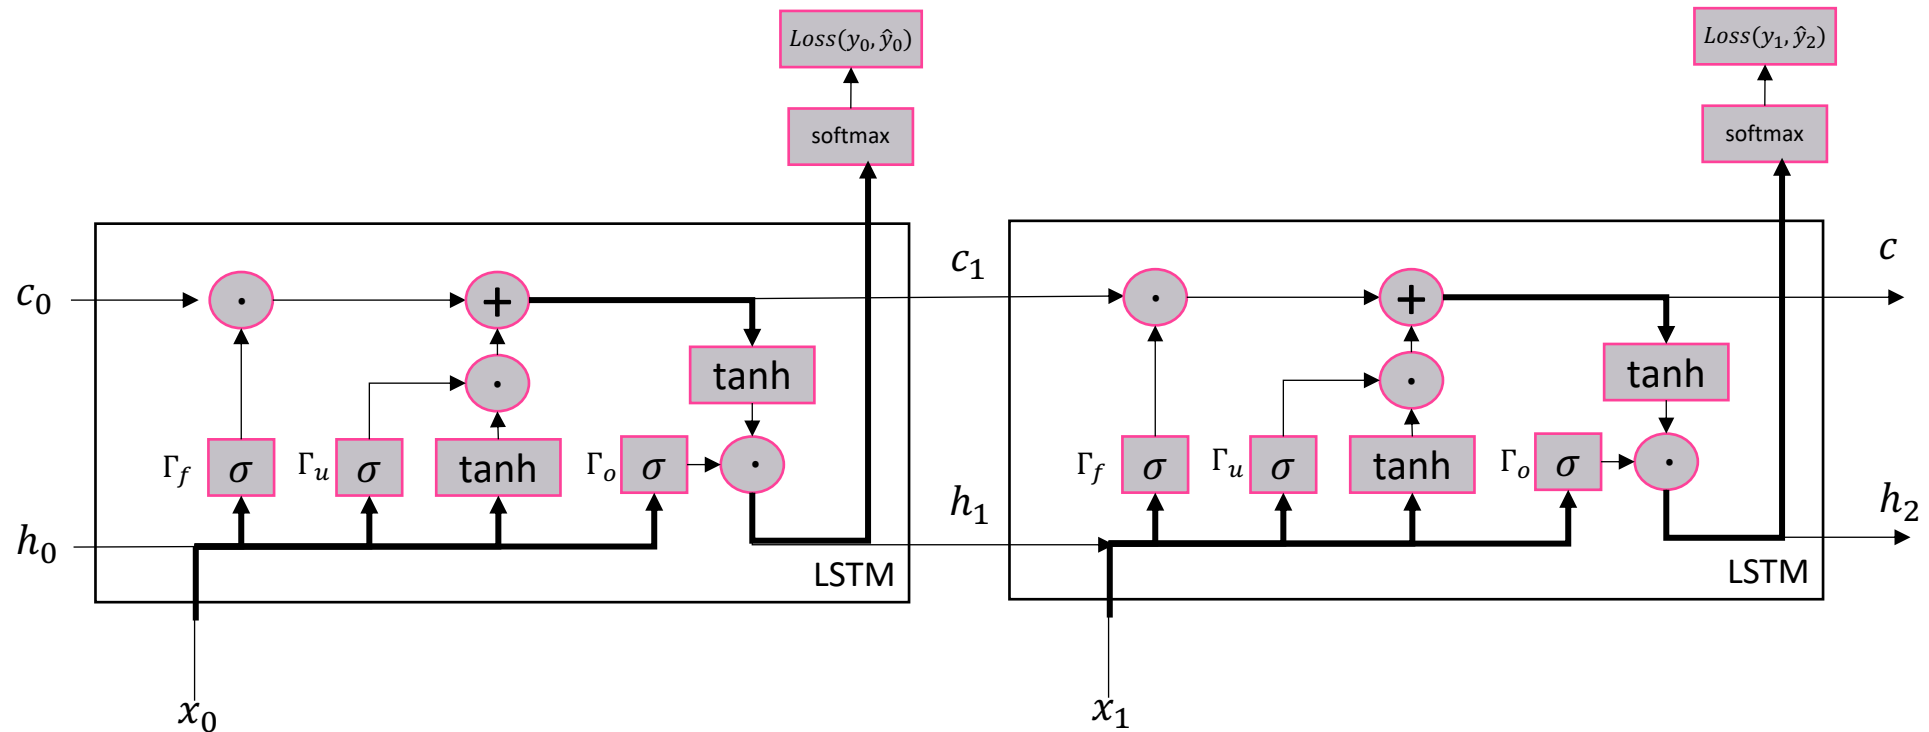 Loss(y₀, ŷ₀)
Loss(y₁, ŷ₂)
softmax
softmax
c₀
·
+
c₁
·
+
c
·
tanh
·
tanh
Γf
σ
Γu
σ
tanh
Γo
σ
·
Γf
σ
Γu
σ
tanh
Γo
σ
·
h₀
h₁
h₂
LSTM
LSTM
x₀
x₁